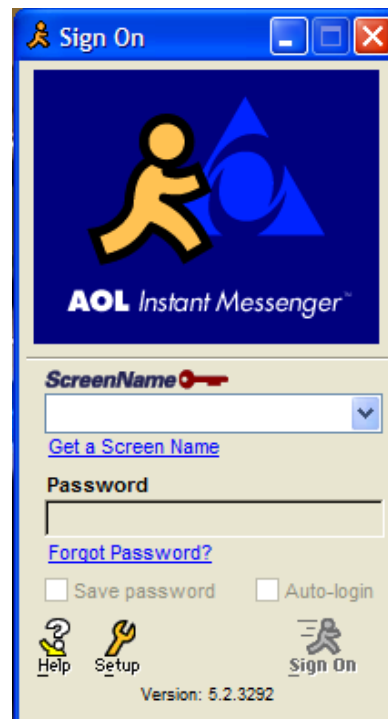 Sign On
AOL Instant Messenger™
ScreenName
Get a Screen Name
Password
Forgot Password?
Save password Auto-login
Help Setup Sign On
Version: 5.2.3292